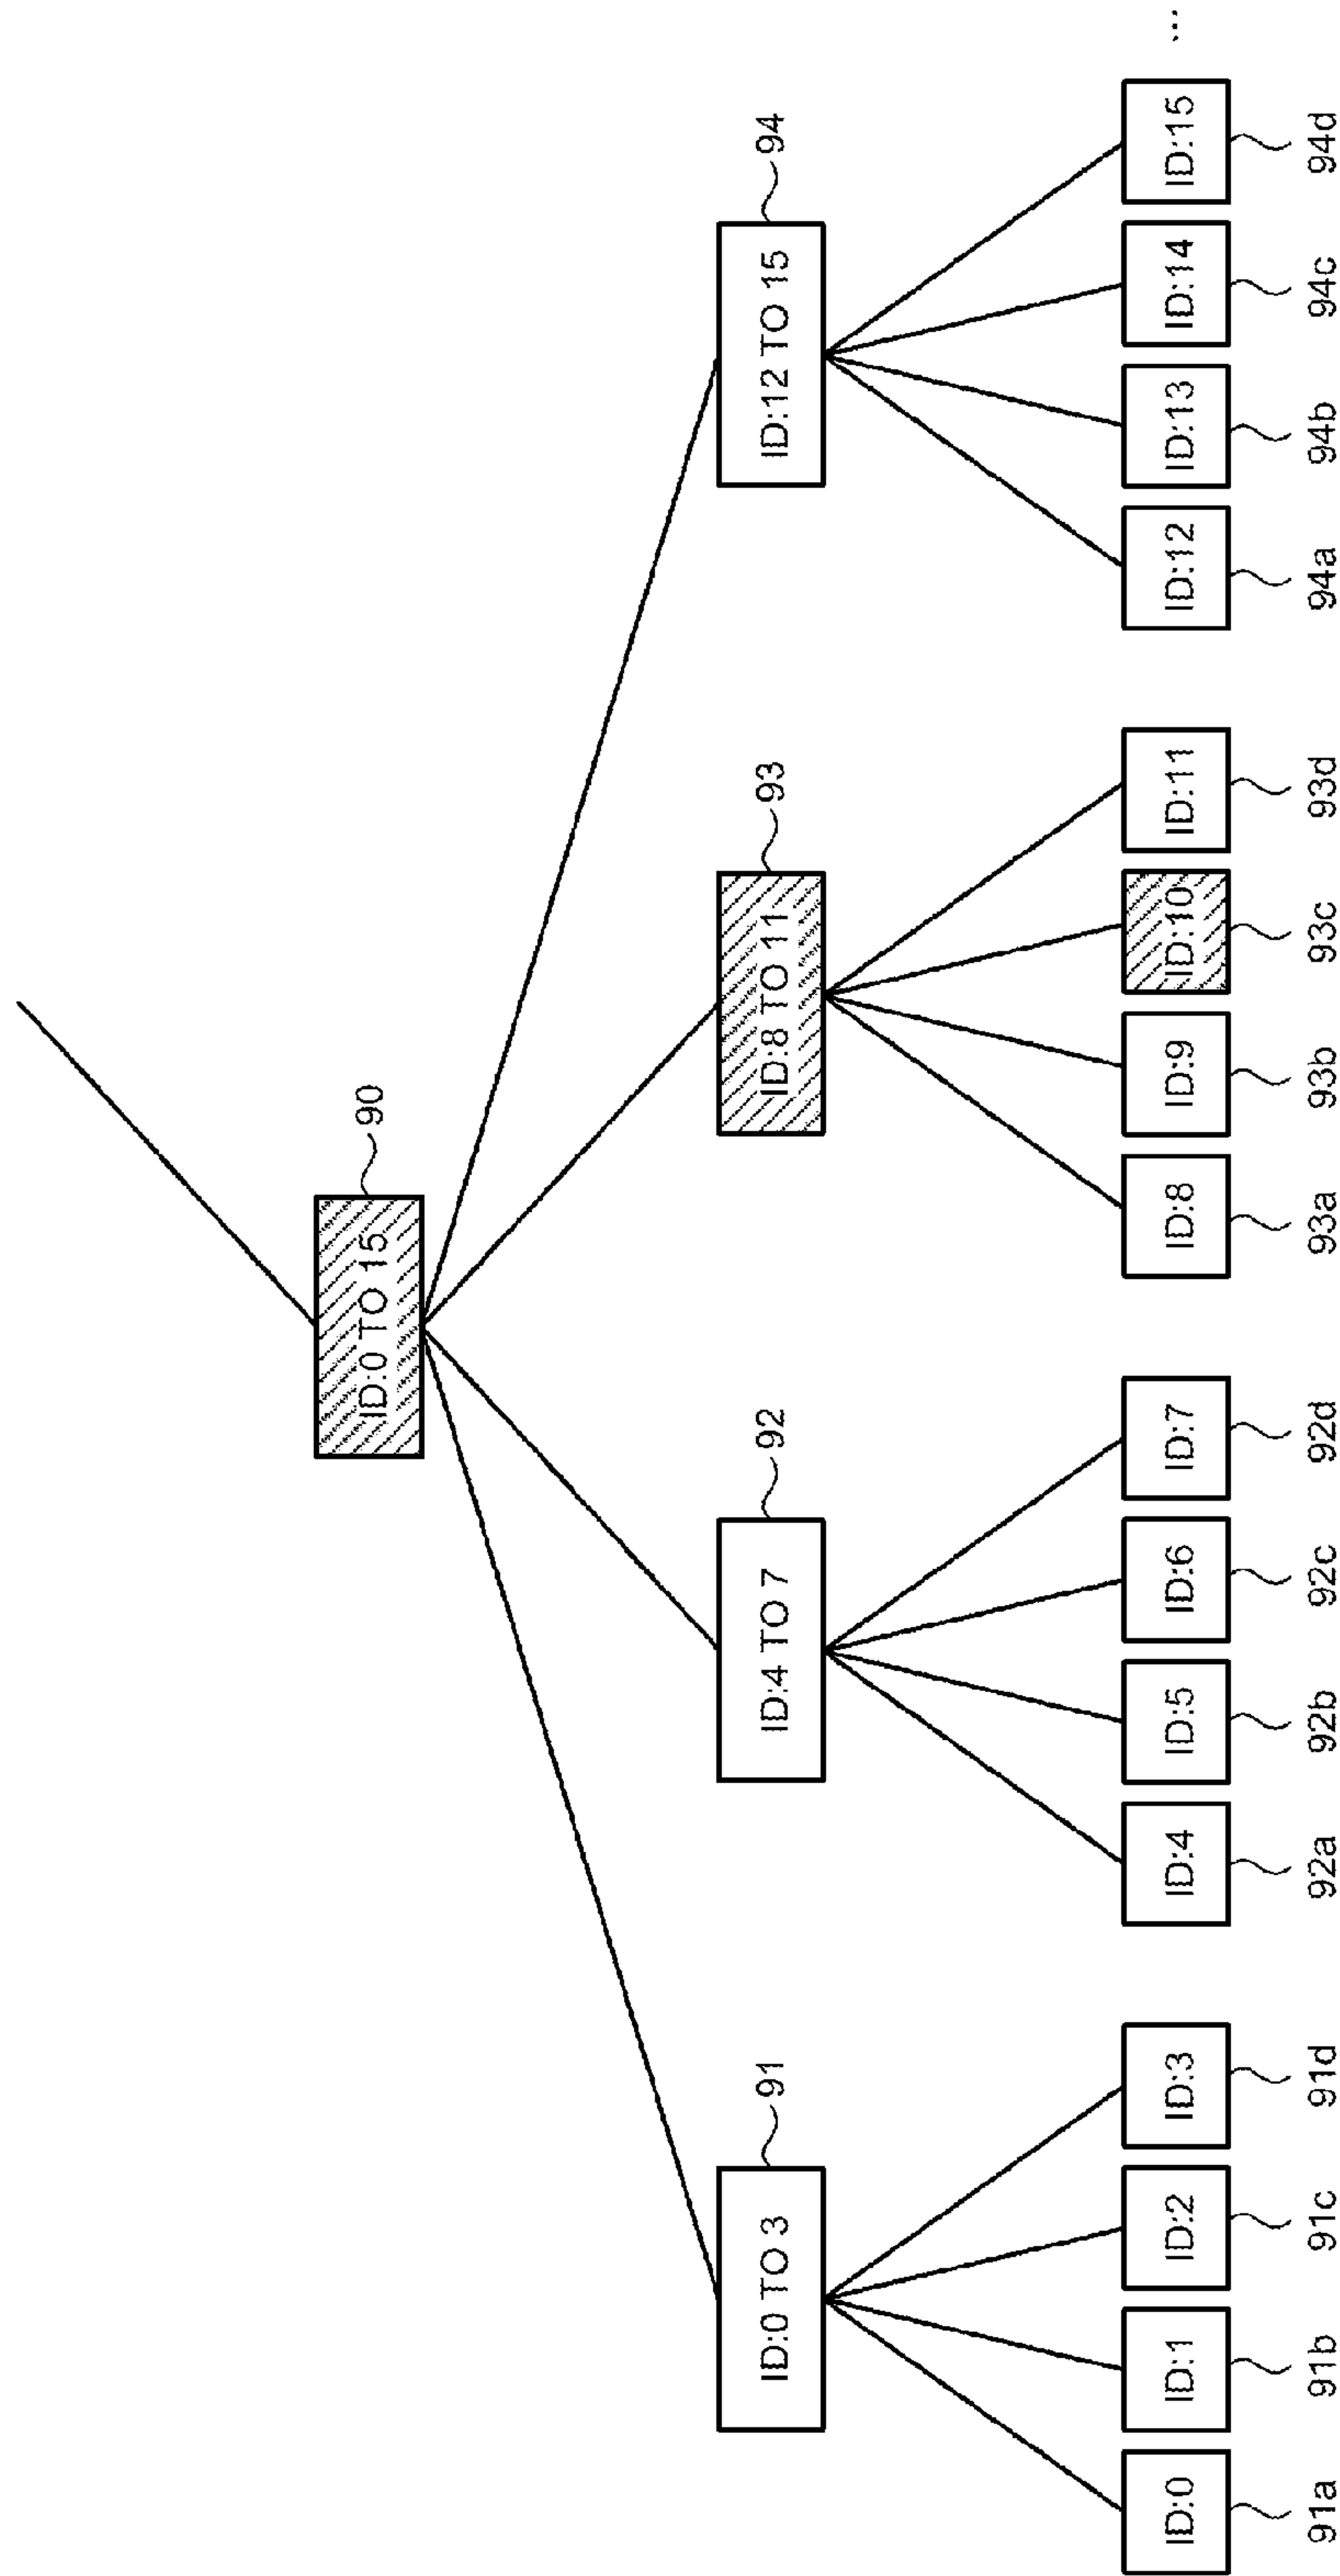 ID:0 TO 15
90
ID:0 TO 3
91
ID:4 TO 7
92
ID:8 TO 11
93
ID:12 TO 15
94
ID:0
ID:1
ID:2
ID:3
ID:4
ID:5
ID:6
ID:7
ID:8
ID:9
ID:10
ID:11
ID:12
ID:13
ID:14
ID:15
...
91a
91b
91c
91d
92a
92b
92c
92d
93a
93b
93c
93d
94a
94b
94c
94d